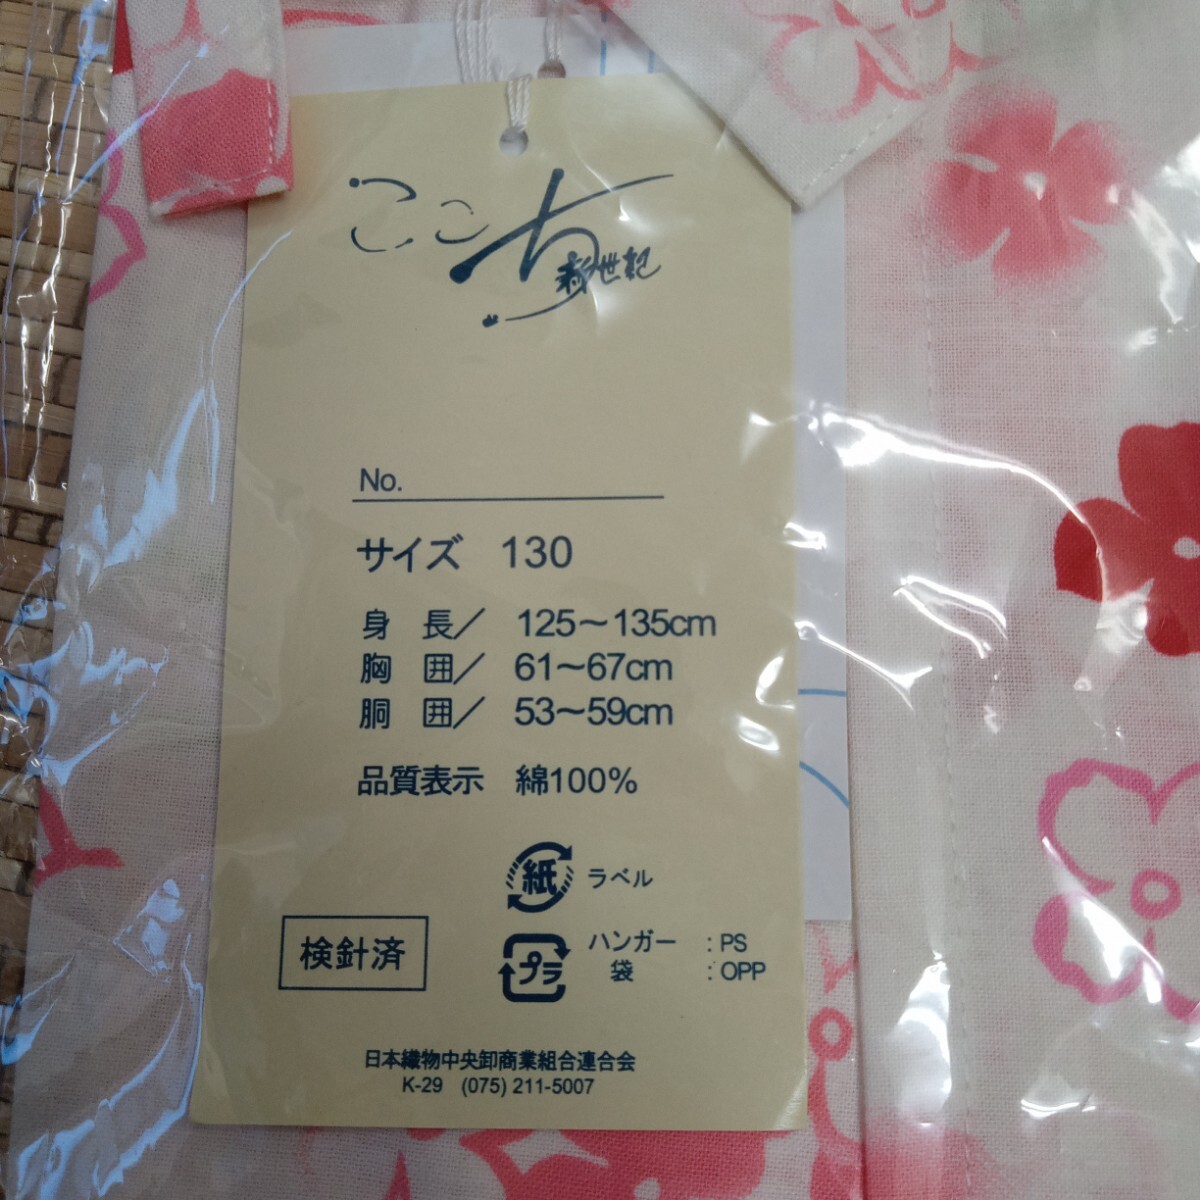 ここち
新世紀
No.
サイズ 130
身 長/ 125～135cm
胸 囲/ 61～67cm
胴 囲/ 53～59cm
品質表示 綿100%
紙 ラベル
プラ ハンガー : PS
袋 : OPP
検針済
日本織物中央卸商業組合連合会
K-29 (075) 211-5007